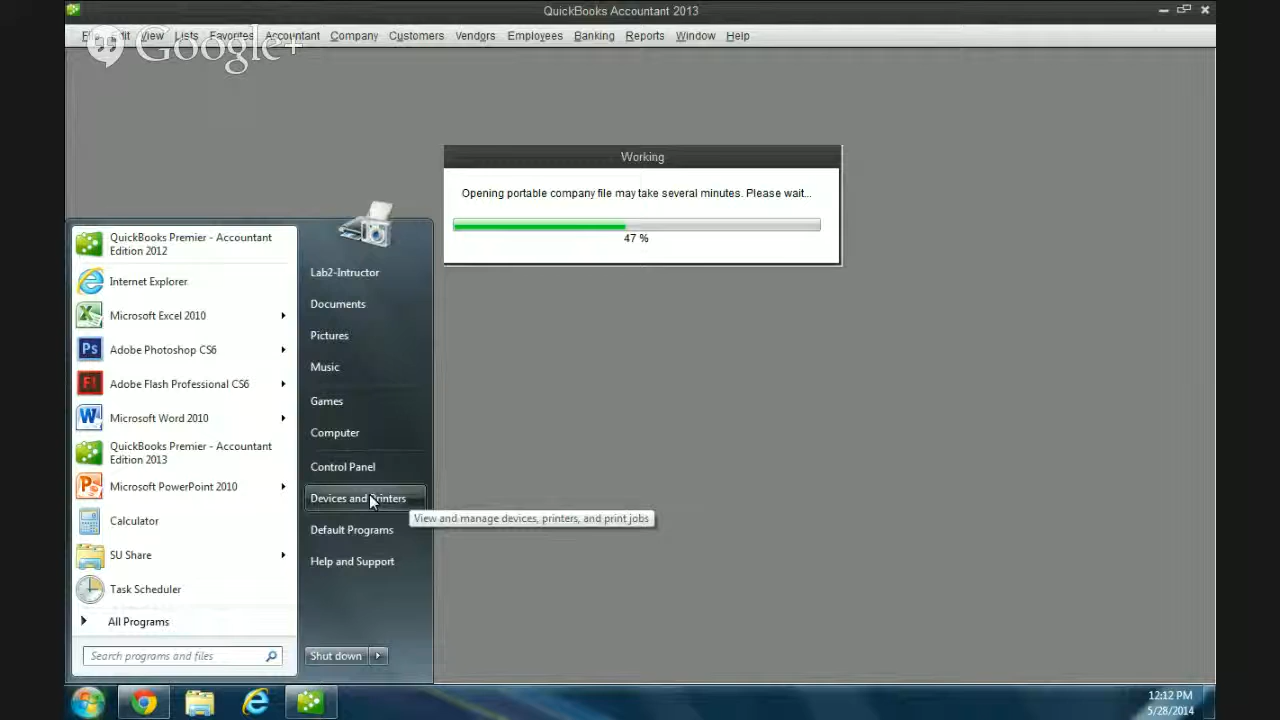 QuickBooks Accountant 2013
File Edit View Lists Favorites Accountant Company Customers Vendors Employees Banking Reports Window Help
Google+
Working
Opening portable company file may take several minutes. Please wait...
47 %
QuickBooks Premier - Accountant
Edition 2012
Internet Explorer
Microsoft Excel 2010
Adobe Photoshop CS6
Adobe Flash Professional CS6
Microsoft Word 2010
QuickBooks Premier - Accountant
Edition 2013
Microsoft PowerPoint 2010
Calculator
SU Share
Task Scheduler
All Programs
Search programs and files
Lab2-Intructor
Documents
Pictures
Music
Games
Computer
Control Panel
Devices and Printers
View and manage devices, printers, and print jobs
Default Programs
Help and Support
Shut down
12:12 PM
5/28/2014